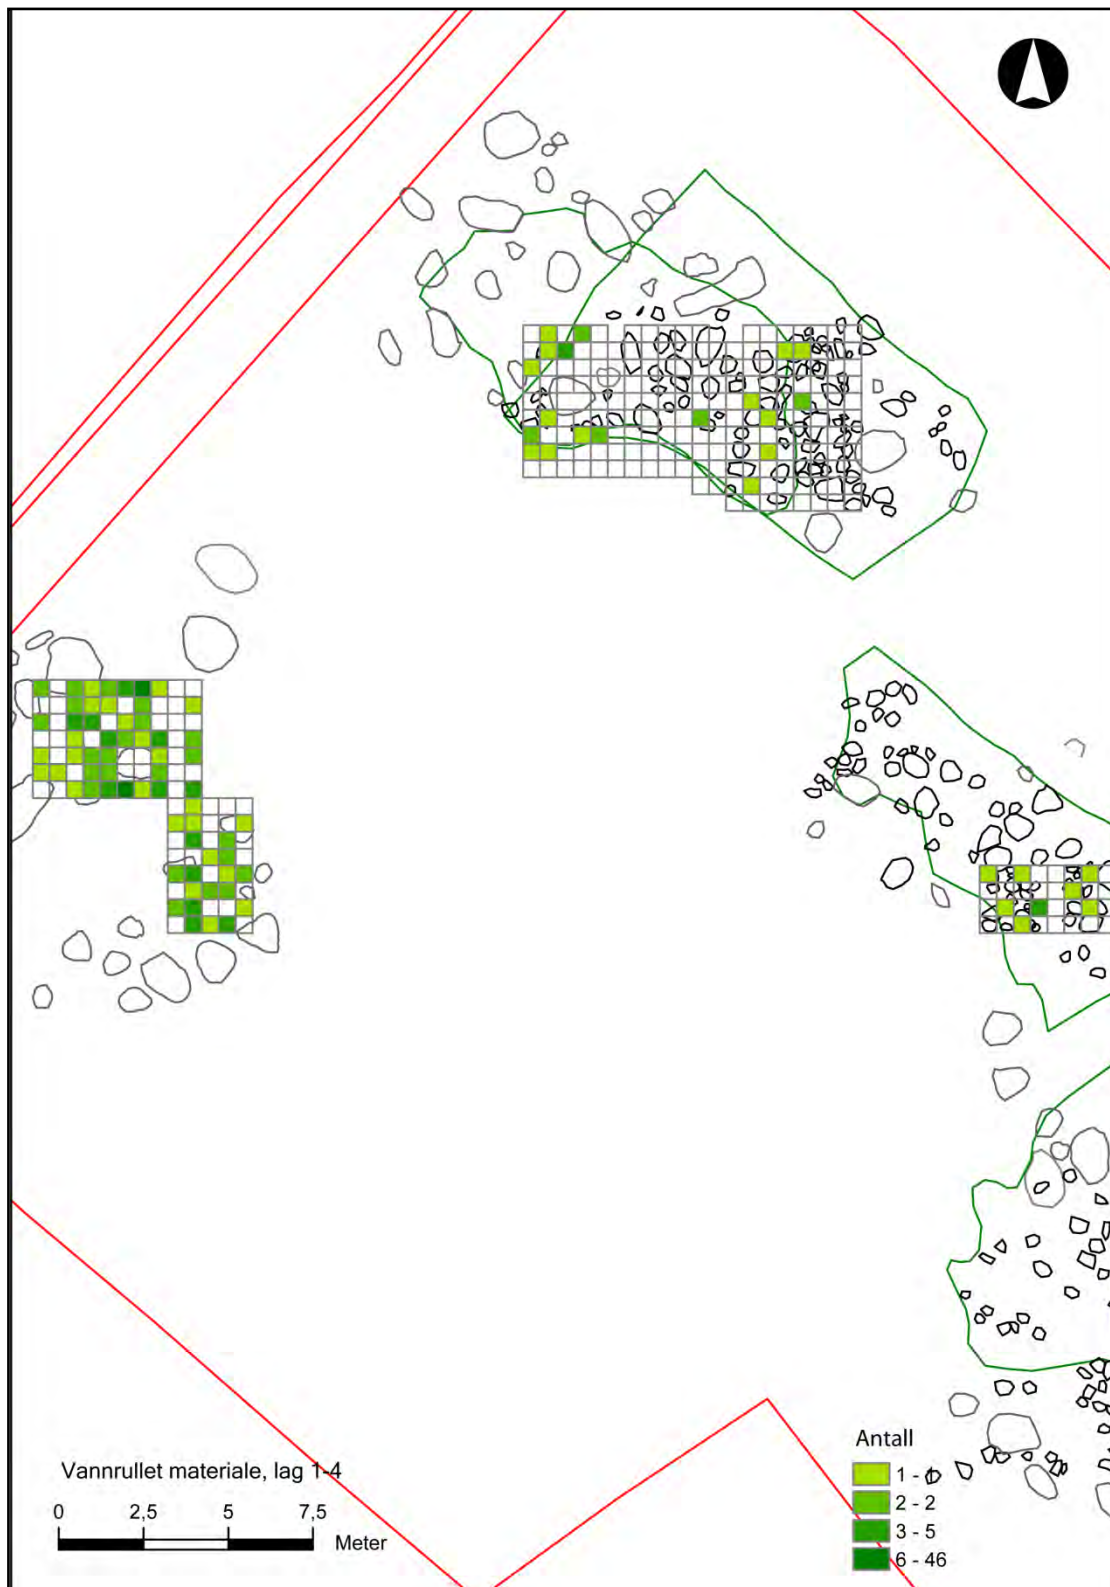 Vannrullet materiale, lag 1-4
0 2,5 5 7,5
Meter
Antall
1 - 1
2 - 2
3 - 5
6 - 46